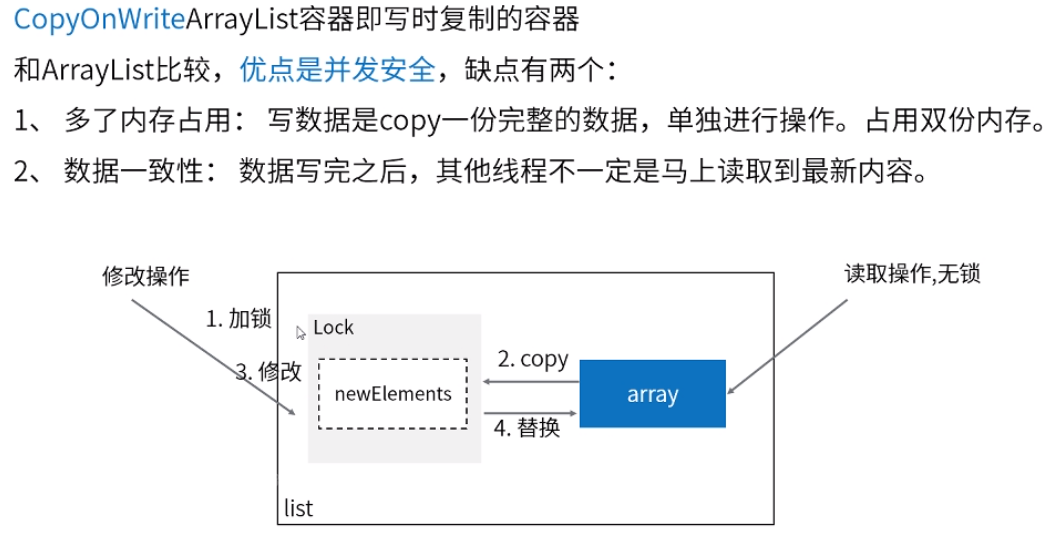 CopyOnWriteArrayList容器即写时复制的容器
和ArrayList比较，优点是并发安全，缺点有两个：
1、 多了内存占用： 写数据是copy一份完整的数据，单独进行操作。占用双份内存。
2、 数据一致性： 数据写完之后，其他线程不一定是马上读取到最新内容。
修改操作
读取操作,无锁
1. 加锁
Lock
3. 修改
2. copy
newElements
array
4. 替换
list